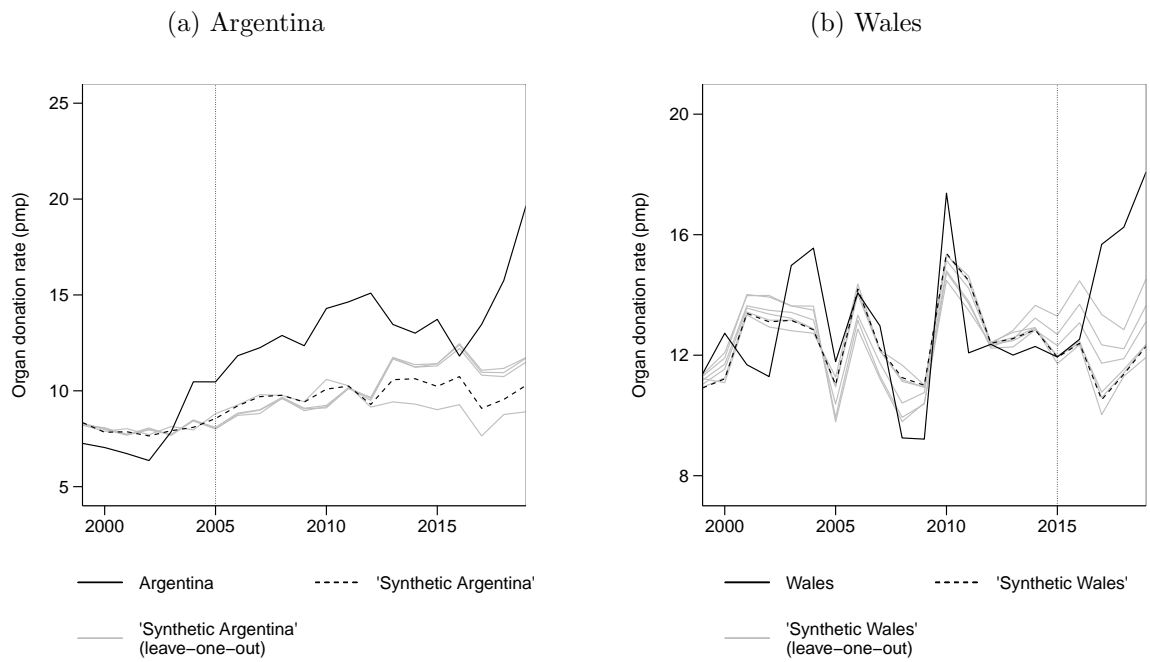 (a) Argentina
(b) Wales
Organ donation rate (pmp)
25
20
15
10
5
2000
2005
2010
2015
Argentina
'Synthetic Argentina'
'Synthetic Argentina'
(leave−one−out)
Organ donation rate (pmp)
20
16
12
8
2000
2005
2010
2015
Wales
'Synthetic Wales'
'Synthetic Wales'
(leave−one−out)